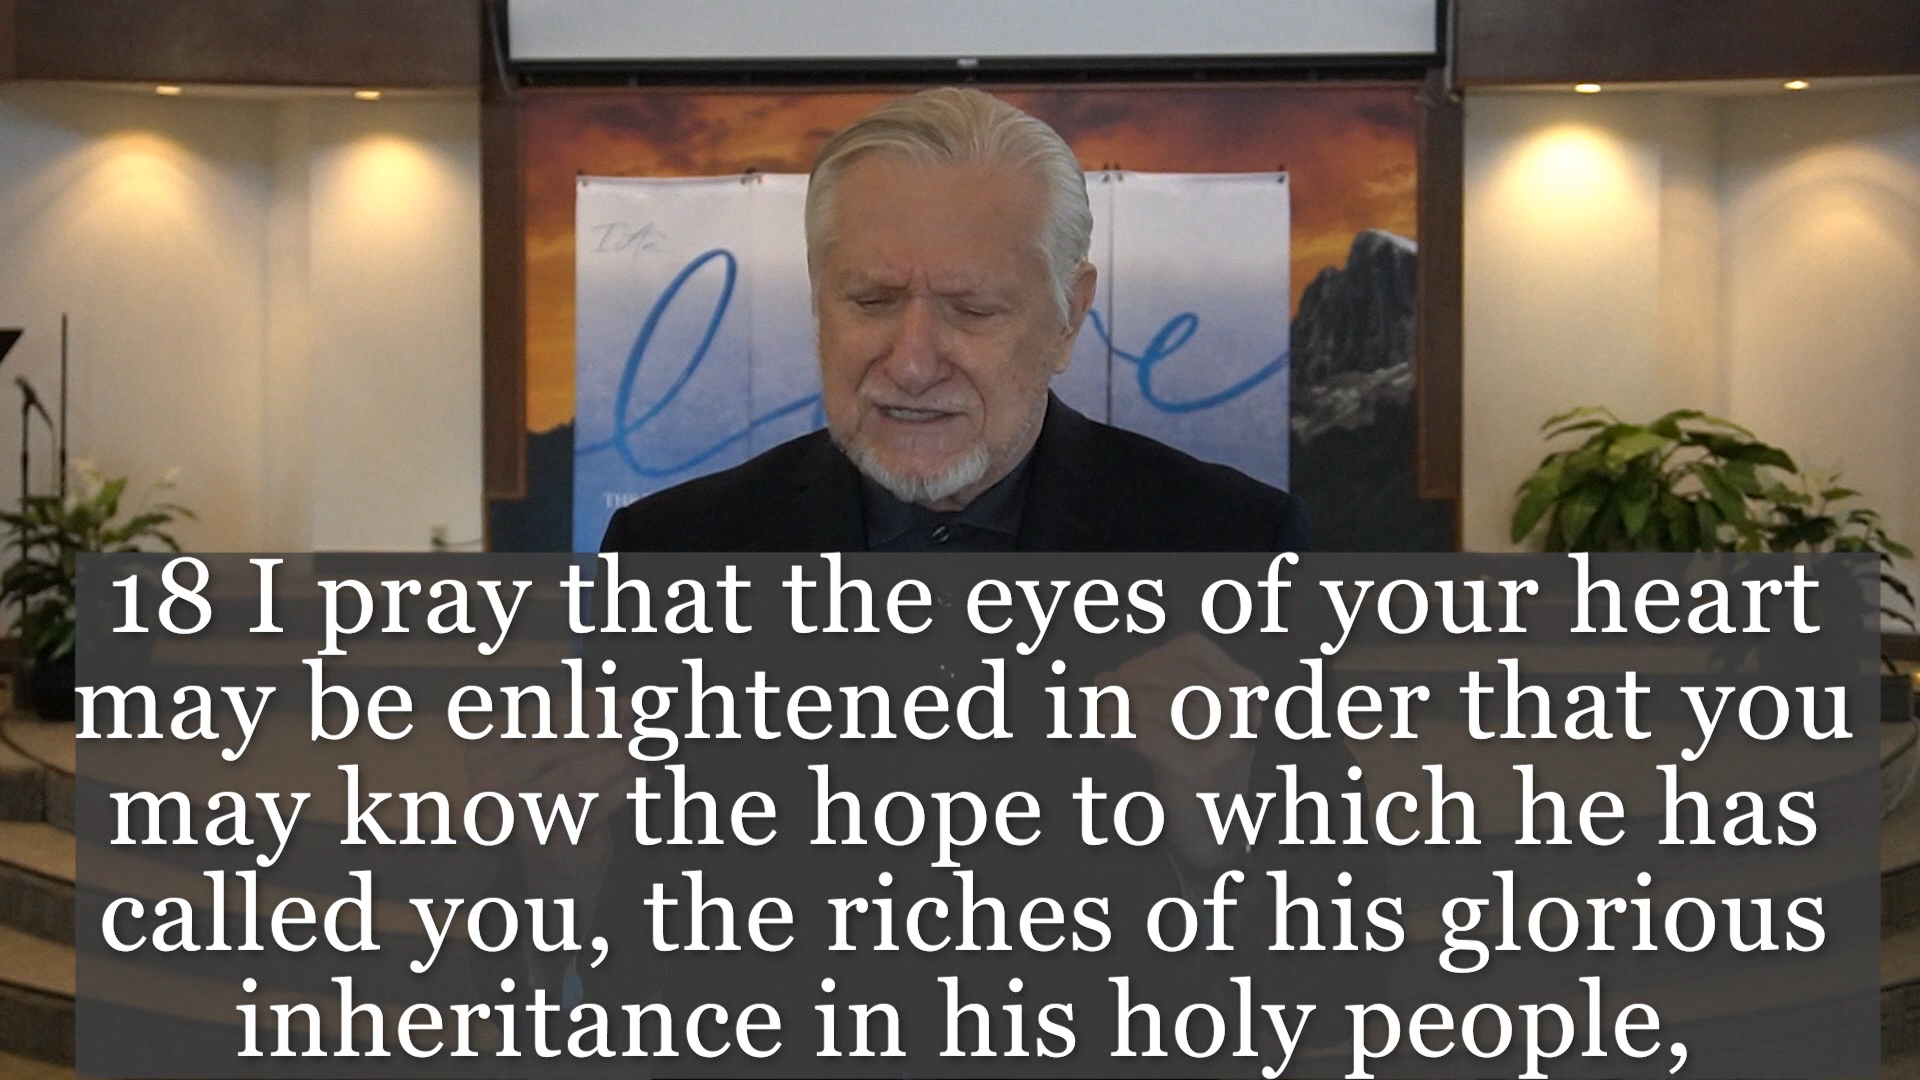 love
18 I pray that the eyes of your heart
may be enlightened in order that you
may know the hope to which he has
called you, the riches of his glorious
inheritance in his holy people,